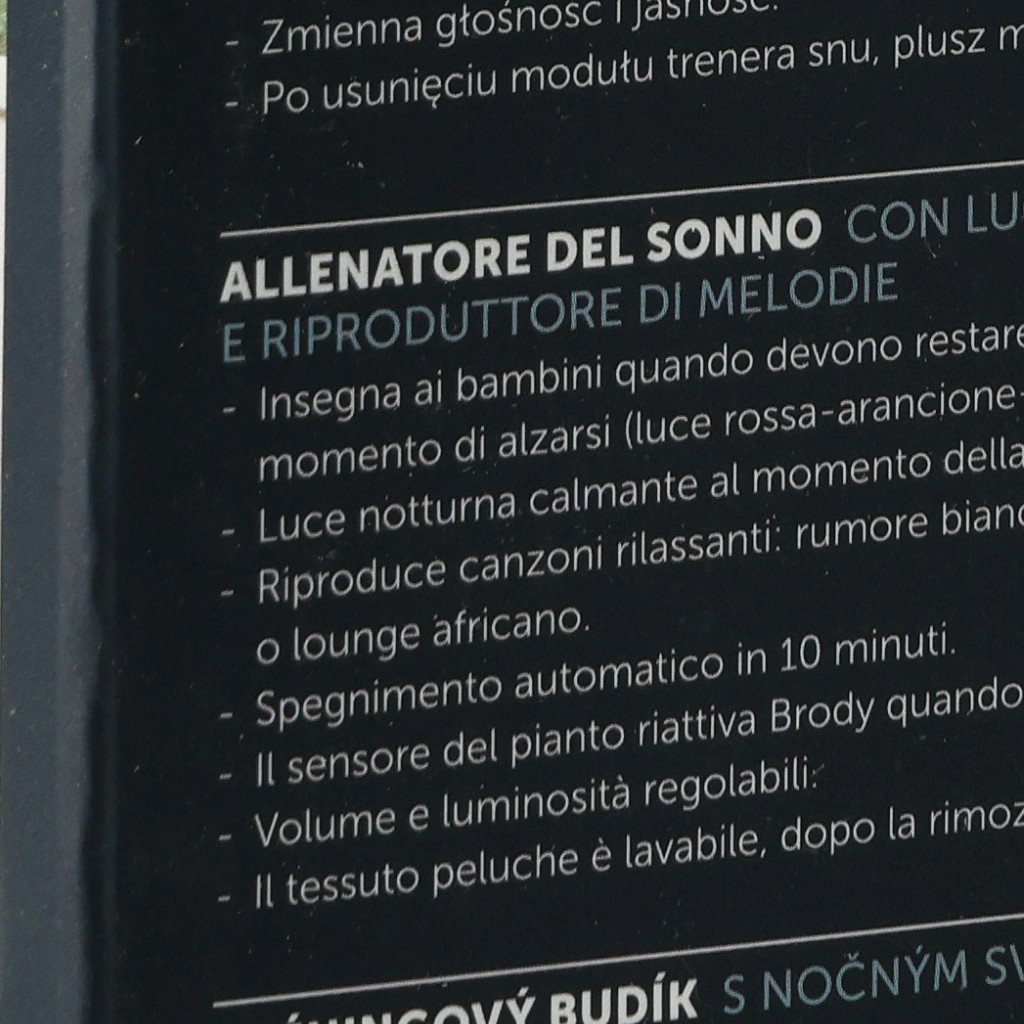 - Zmienna głośność i jasność.
- Po usunięciu modułu trenera snu, plusz
ALLENATORE DEL SONNO CON
E RIPRODUTTORE DI MELODIE
- Insegna ai bambini quando devono restare
momento di alzarsi (luce rossa-arancione-
- Luce notturna calmante al momento della
- Riproduce canzoni rilassanti: rumore
o lounge africano.
- Spegnimento automatico in 10 minuti.
- Il sensore del pianto riattiva Brody quando
- Volume e luminosità regolabili.
- Il tessuto peluche è lavabile, dopo la
BUDÍK S NOČNÝM